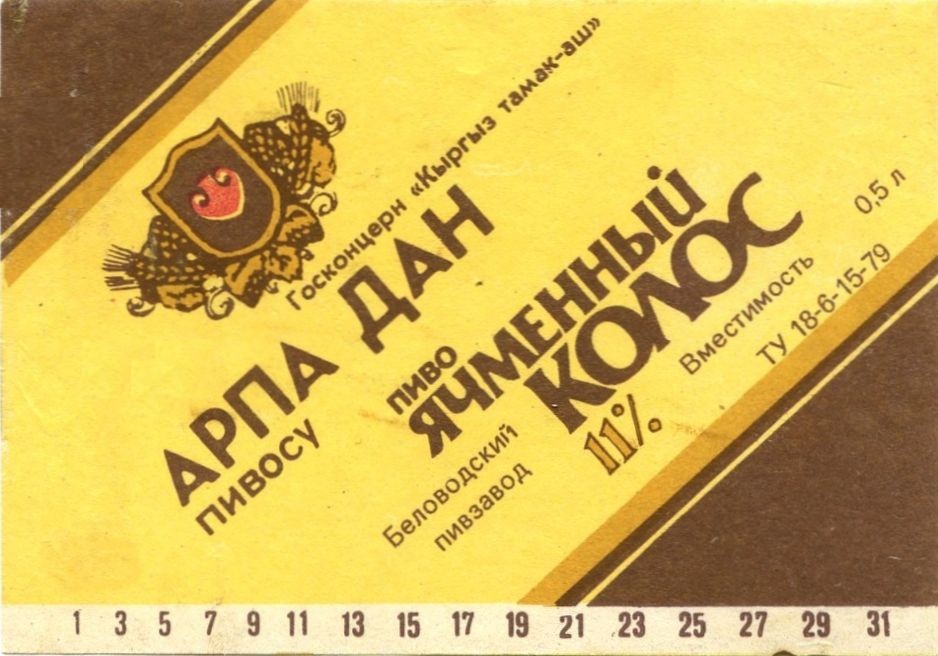 Госконцерн «Кыргыз тамак-аш»
АРПА ДАН
ПИВОСУ
ПИВО
ЯЧМЕННЫЙ
КОЛОС
11%
Беловодский
пивзавод
Вместимость 0,5 л
ТУ 18-6-15-79
1 3 5 7 9 11 13 15 17 19 21 23 25 27 29 31